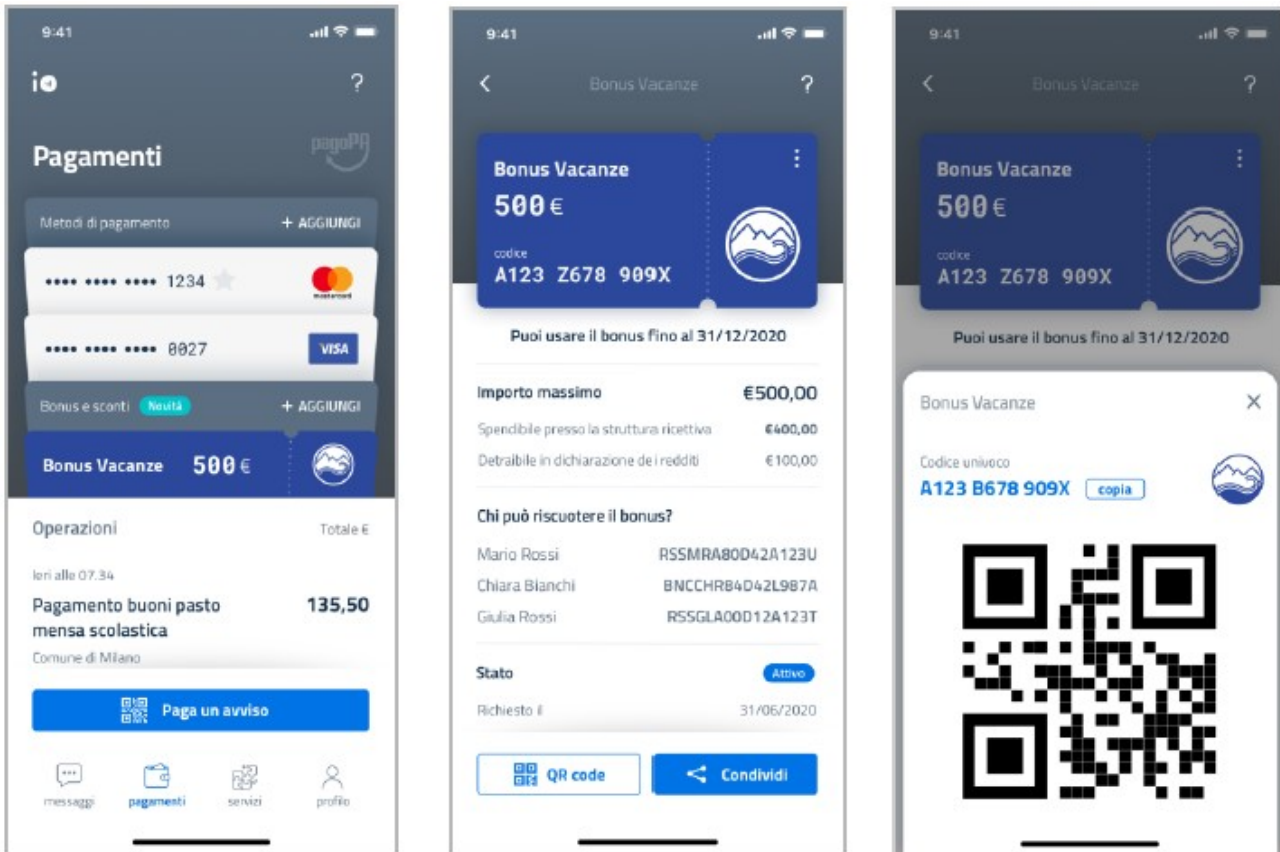 9:41
io
?
Pagamenti
pagoPA
Metodi di pagamento + AGGIUNGI
•••• •••• •••• 1234
mastercard
•••• •••• •••• 0027
VISA
Bonus e sconti Novità + AGGIUNGI
Bonus Vacanze 500 €
Operazioni Totale €
Ieri alle 07.34
Pagamento buoni pasto 135,50
mensa scolastica
Comune di Milano
Paga un avviso
messaggi pagamenti servizi profilo
9:41
Bonus Vacanze ?
Bonus Vacanze
500 €
codice
A123 Z678 909X
Puoi usare il bonus fino al 31/12/2020
Importo massimo €500,00
Spendibile presso la struttura ricettiva €400,00
Detraibile in dichiarazione dei redditi €100,00
Chi può riscuotere il bonus?
Mario Rossi RSSMRA80D42A123U
Chiara Bianchi BNCCHR84D42L987A
Giulia Rossi RSSGLA00D12A123T
Stato Attivo
Richiesto il 31/06/2020
QR code Condividi
9:41
Bonus Vacanze ?
Bonus Vacanze
500 €
codice
A123 Z678 909X
Puoi usare il bonus fino al 31/12/2020
Bonus Vacanze
Codice univoco
A123 B678 909X copia